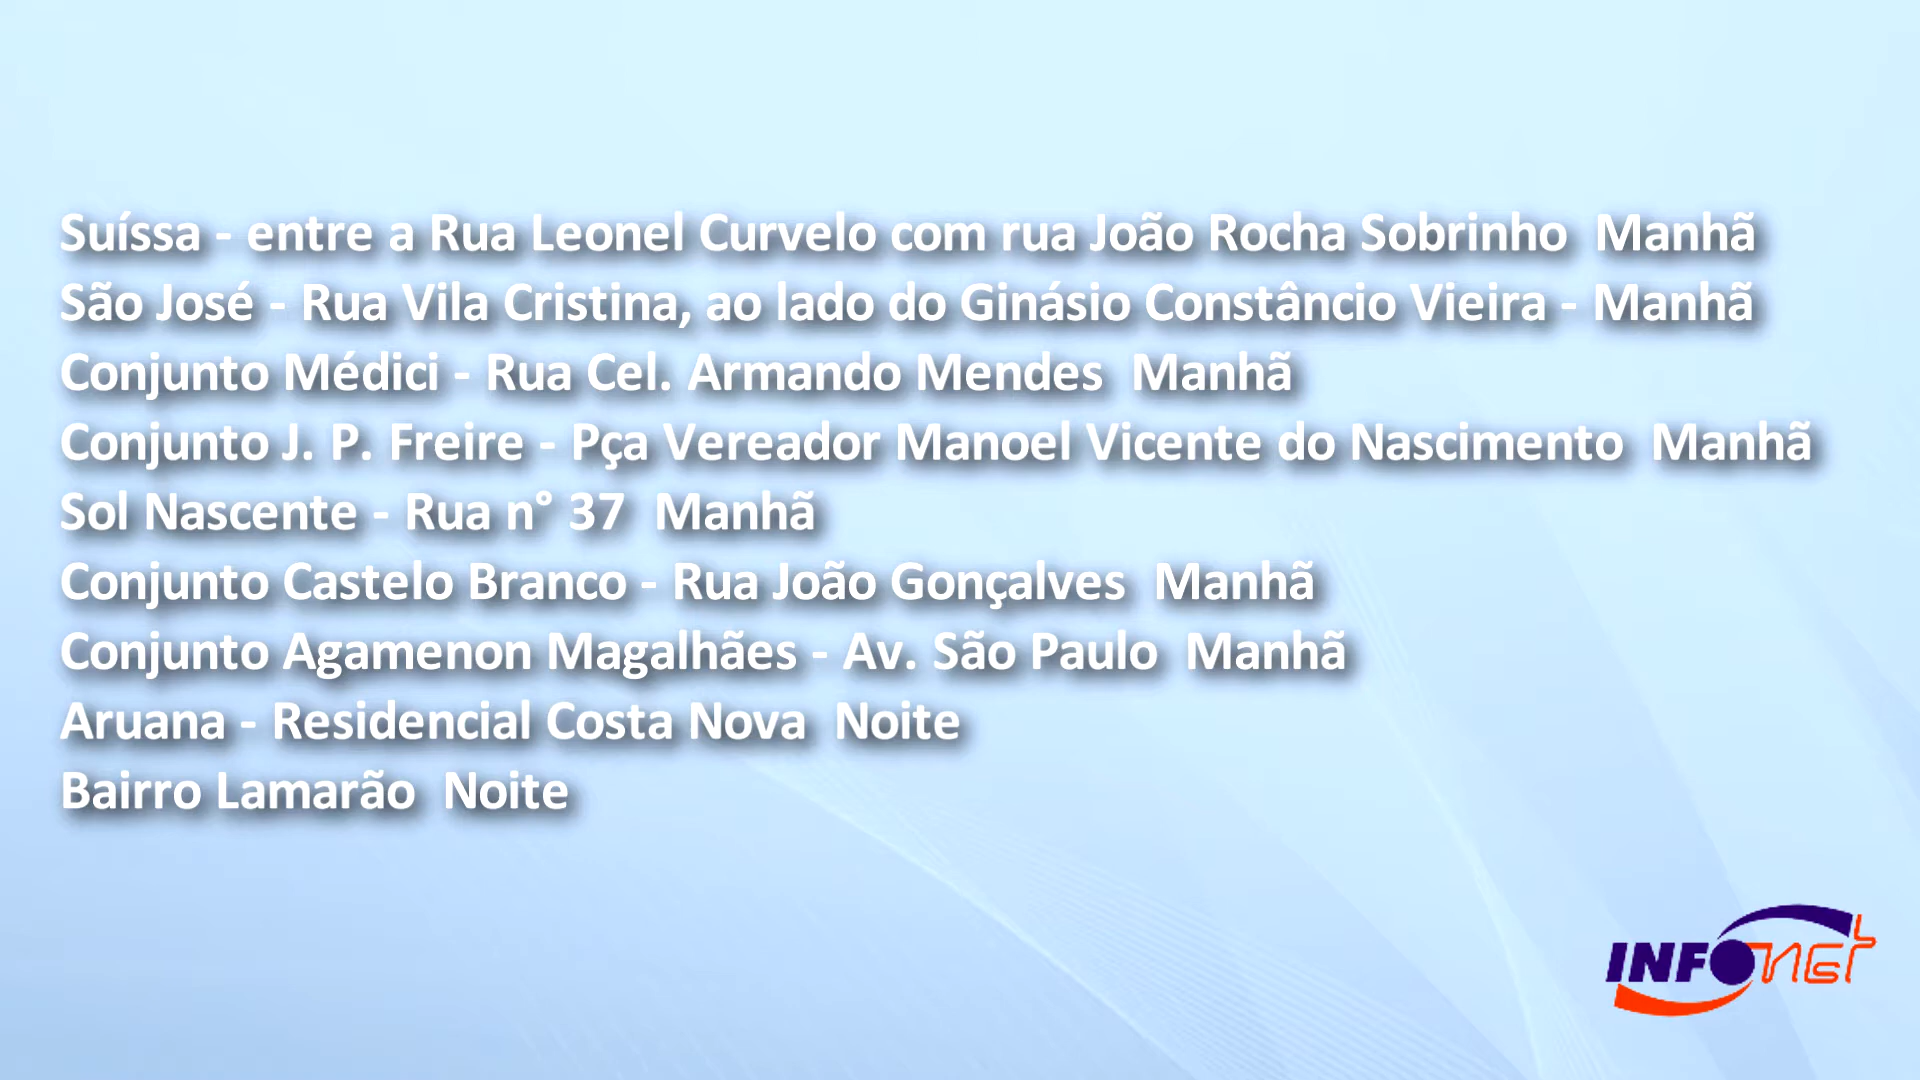 Suíssa - entre a Rua Leonel Curvelo com rua João Rocha Sobrinho  Manhã
São José - Rua Vila Cristina, ao lado do Ginásio Constâncio Vieira - Manhã
Conjunto Médici - Rua Cel. Armando Mendes  Manhã
Conjunto J. P. Freire - Pça Vereador Manoel Vicente do Nascimento  Manhã
Sol Nascente - Rua n° 37  Manhã
Conjunto Castelo Branco - Rua João Gonçalves  Manhã
Conjunto Agamenon Magalhães - Av. São Paulo  Manhã
Aruana - Residencial Costa Nova  Noite
Bairro Lamarão  Noite
INFOnet